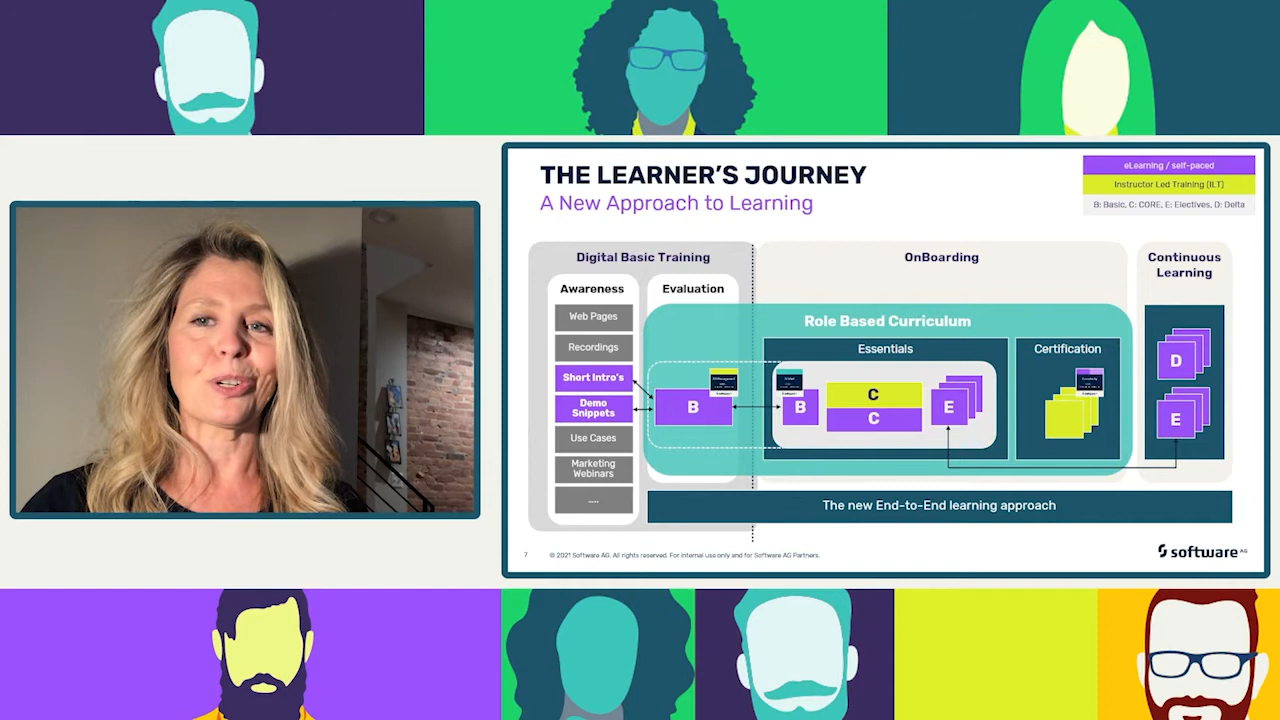 THE LEARNER'S JOURNEY
A New Approach to Learning
eLearning / self-paced
Instructor Led Training (ILT)
B: Basic, C: CORE, E: Electives, D: Delta
Digital Basic Training
OnBoarding
Continuous
Learning
Awareness
Evaluation
Web Pages
Recordings
Short Intro's
Demo
Snippets
Use Cases
Marketing
Webinars
.....
Role Based Curriculum
Essentials
Certification
B
B
C
C
E
D
E
The new End-to-End learning approach
7
© 2021 Software AG. All rights reserved. For internal use only and for Software AG Partners.
software AG